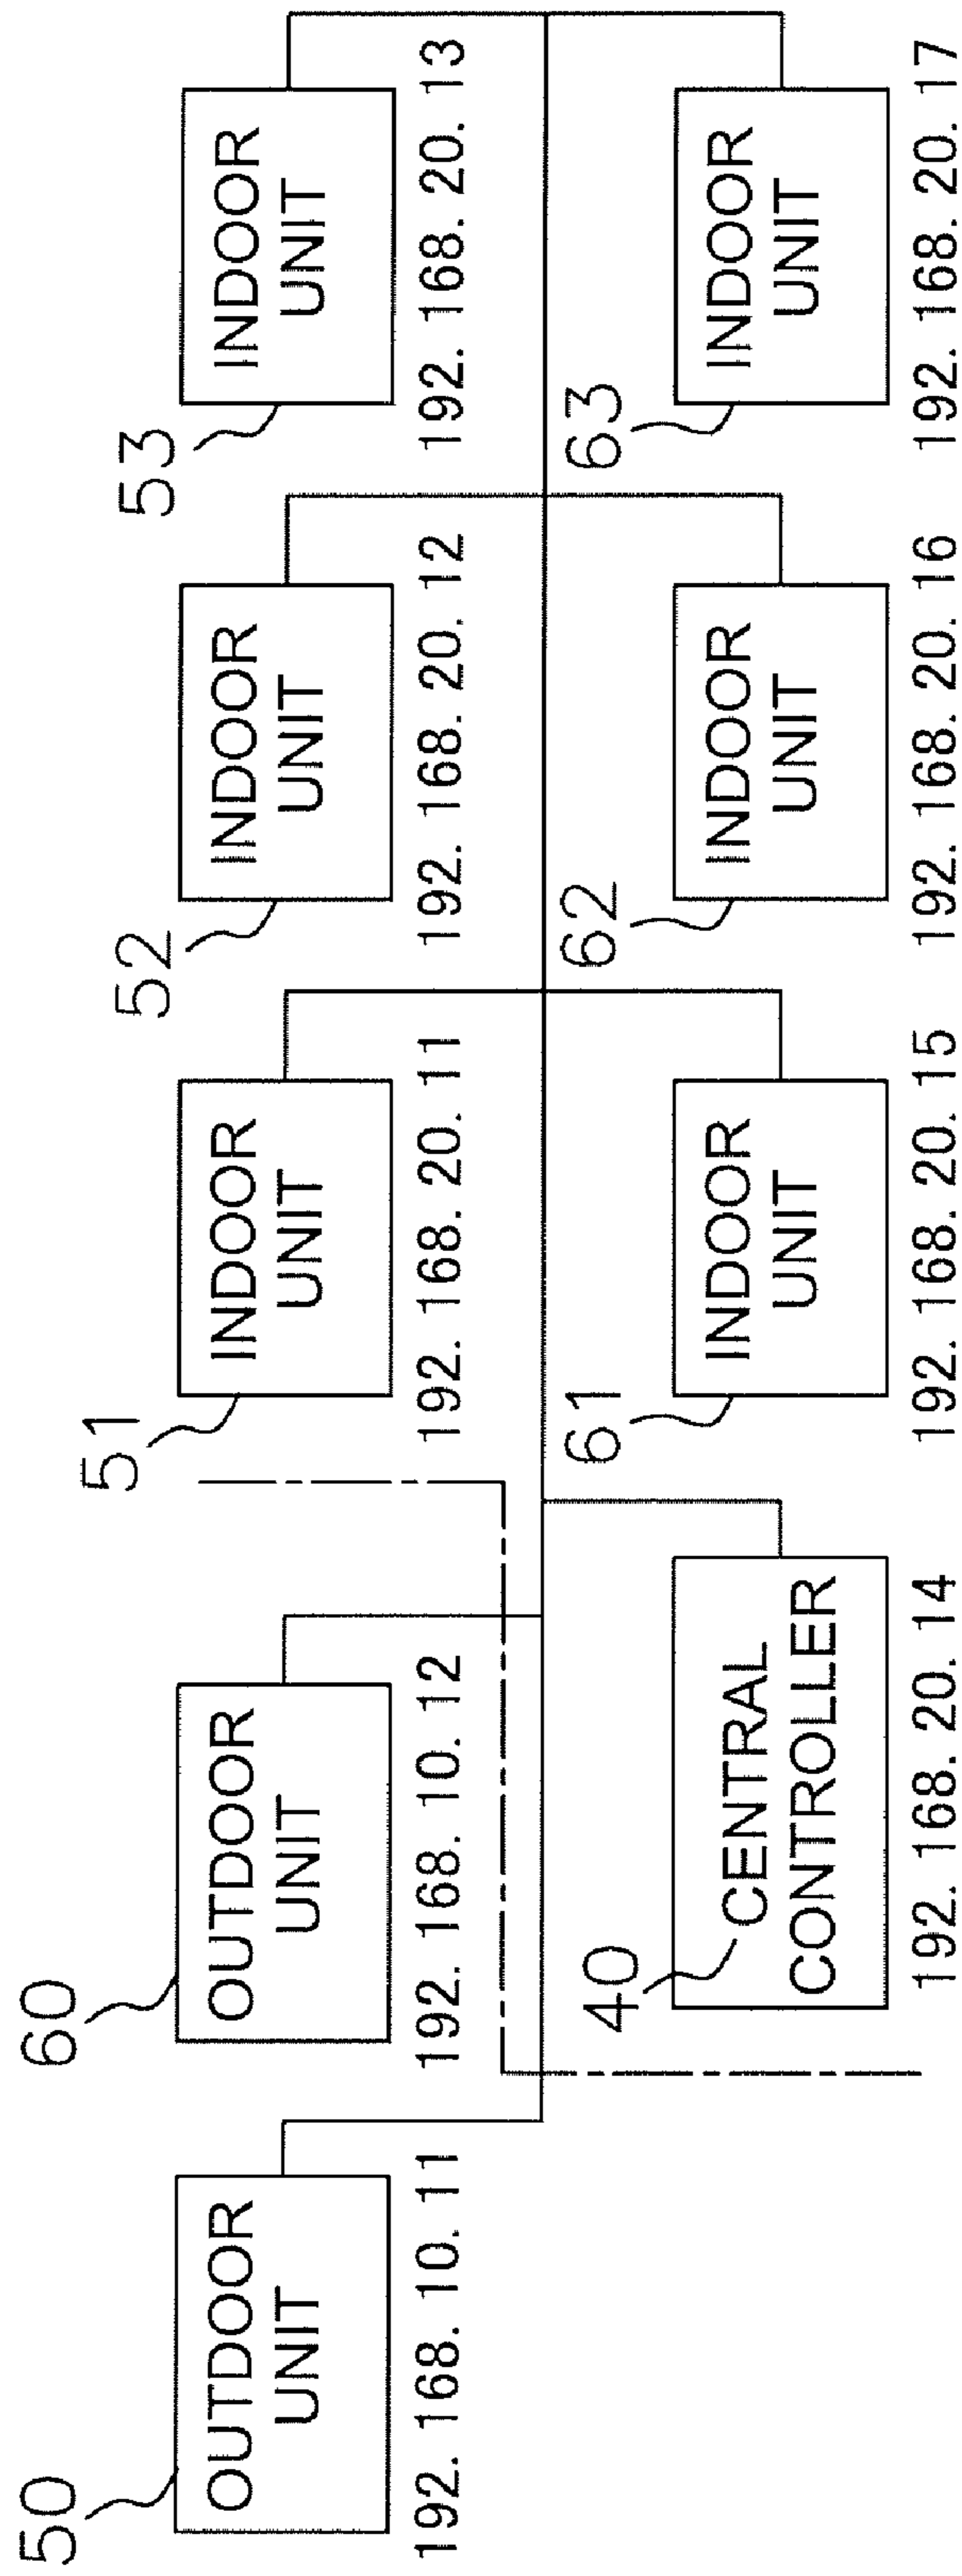 50
OUTDOOR
UNIT
192. 168. 10. 11
60
OUTDOOR
UNIT
192. 168. 10. 12
51
INDOOR
UNIT
192. 168. 20. 11
52
INDOOR
UNIT
192. 168. 20. 12
53
INDOOR
UNIT
192. 168. 20. 13
40
CENTRAL
CONTROLLER
192. 168. 20. 14
61
INDOOR
UNIT
192. 168. 20. 15
62
INDOOR
UNIT
192. 168. 20. 16
63
INDOOR
UNIT
192. 168. 20. 17